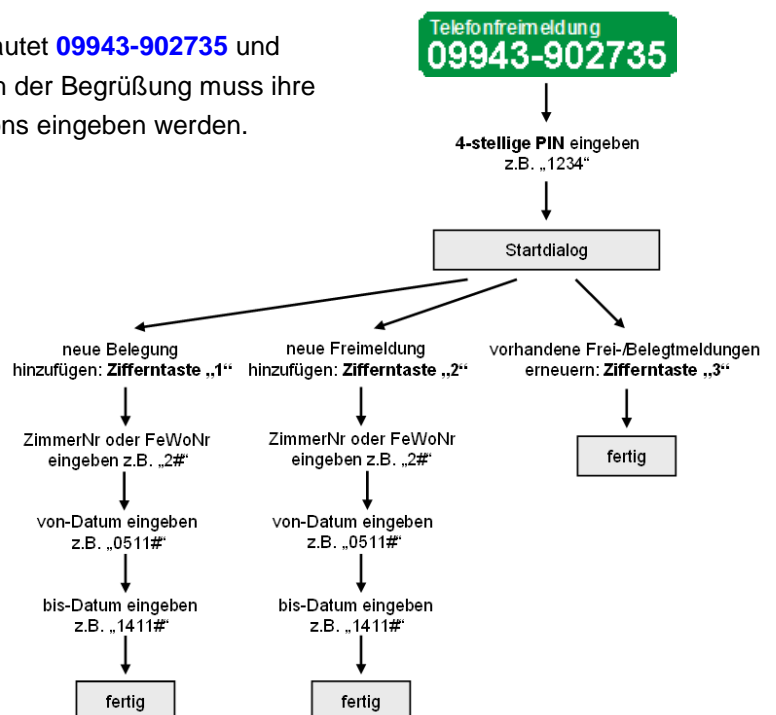 autet 09943-902735 und
n der Begrüßung muss ihre
ons eingeben werden.
Telefonfreimeldung
09943-902735
4-stellige PIN eingeben
z.B. „1234“
Startdialog
neue Belegung
hinzufügen: Zifferntaste „1“
neue Freimeldung
hinzufügen: Zifferntaste „2“
vorhandene Frei-/Belegtmeldungen
erneuern: Zifferntaste „3“
ZimmerNr oder FeWoNr
eingeben z.B. „2#“
ZimmerNr oder FeWoNr
eingeben z.B. „2#“
fertig
von-Datum eingeben
z.B. „0511#“
von-Datum eingeben
z.B. „0511#“
bis-Datum eingeben
z.B. „1411#“
bis-Datum eingeben
z.B. „1411#“
fertig
fertig